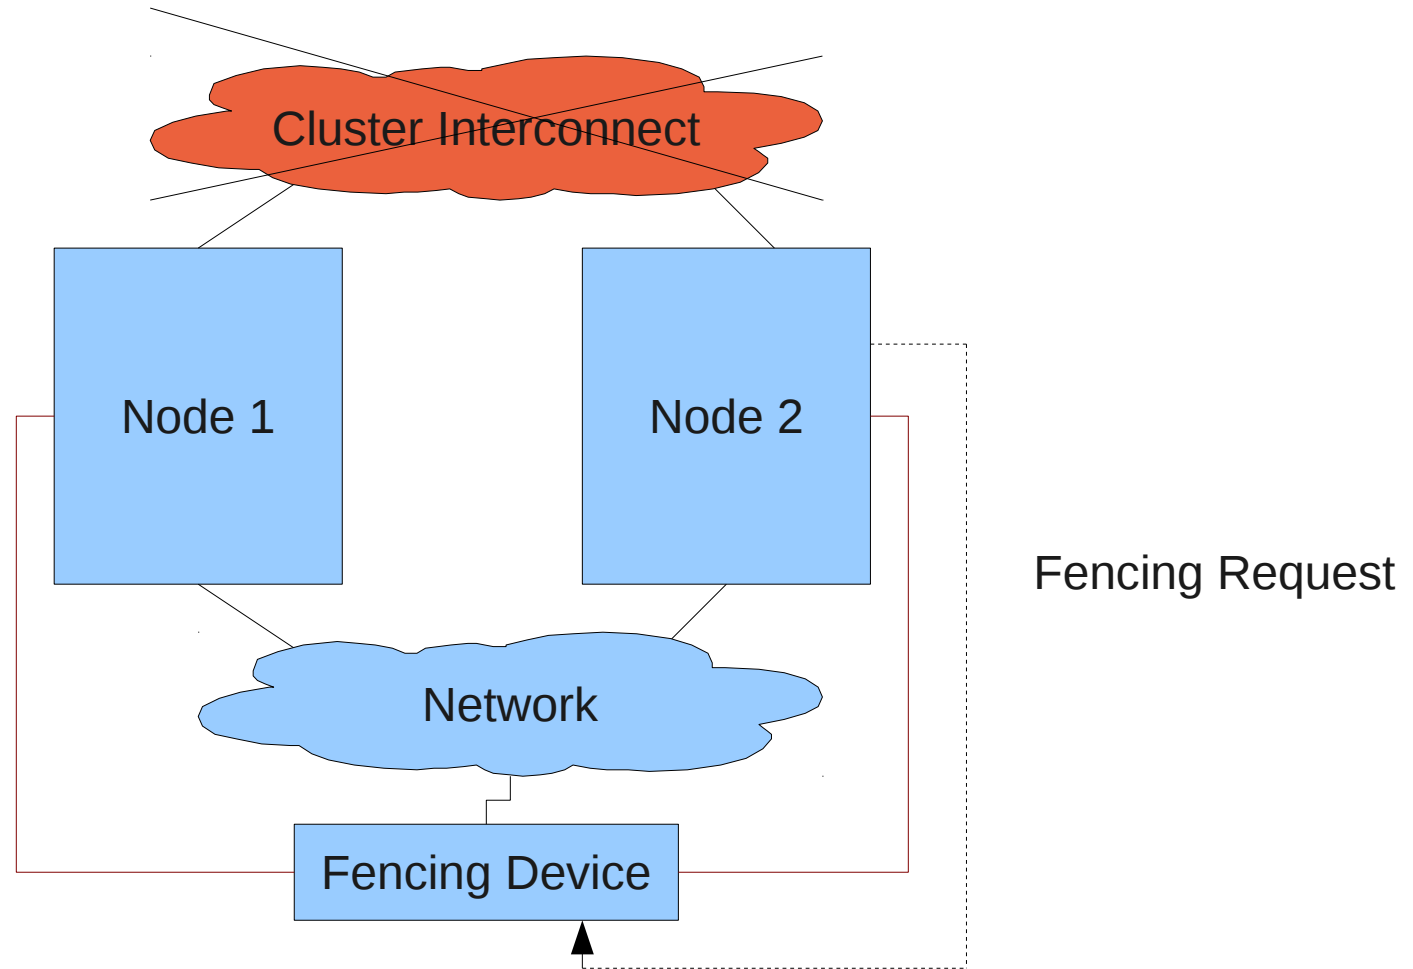 Cluster Interconnect
Node 1
Node 2
Fencing Request
Network
Fencing Device